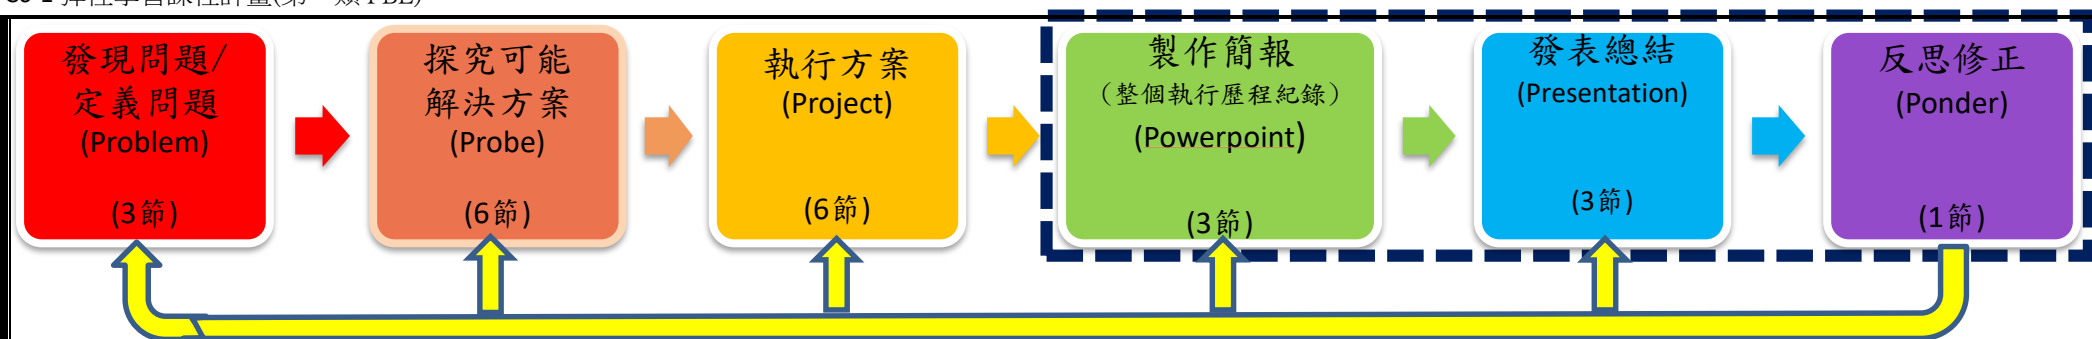 發現問題/
定義問題
(Problem)
(3節)
探究可能
解決方案
(Probe)
(6節)
執行方案
(Project)
(6節)
製作簡報
（整個執行歷程紀錄）
(Powerpoint)
(3節)
發表總結
(Presentation)
(3節)
反思修正
(Ponder)
(1節)